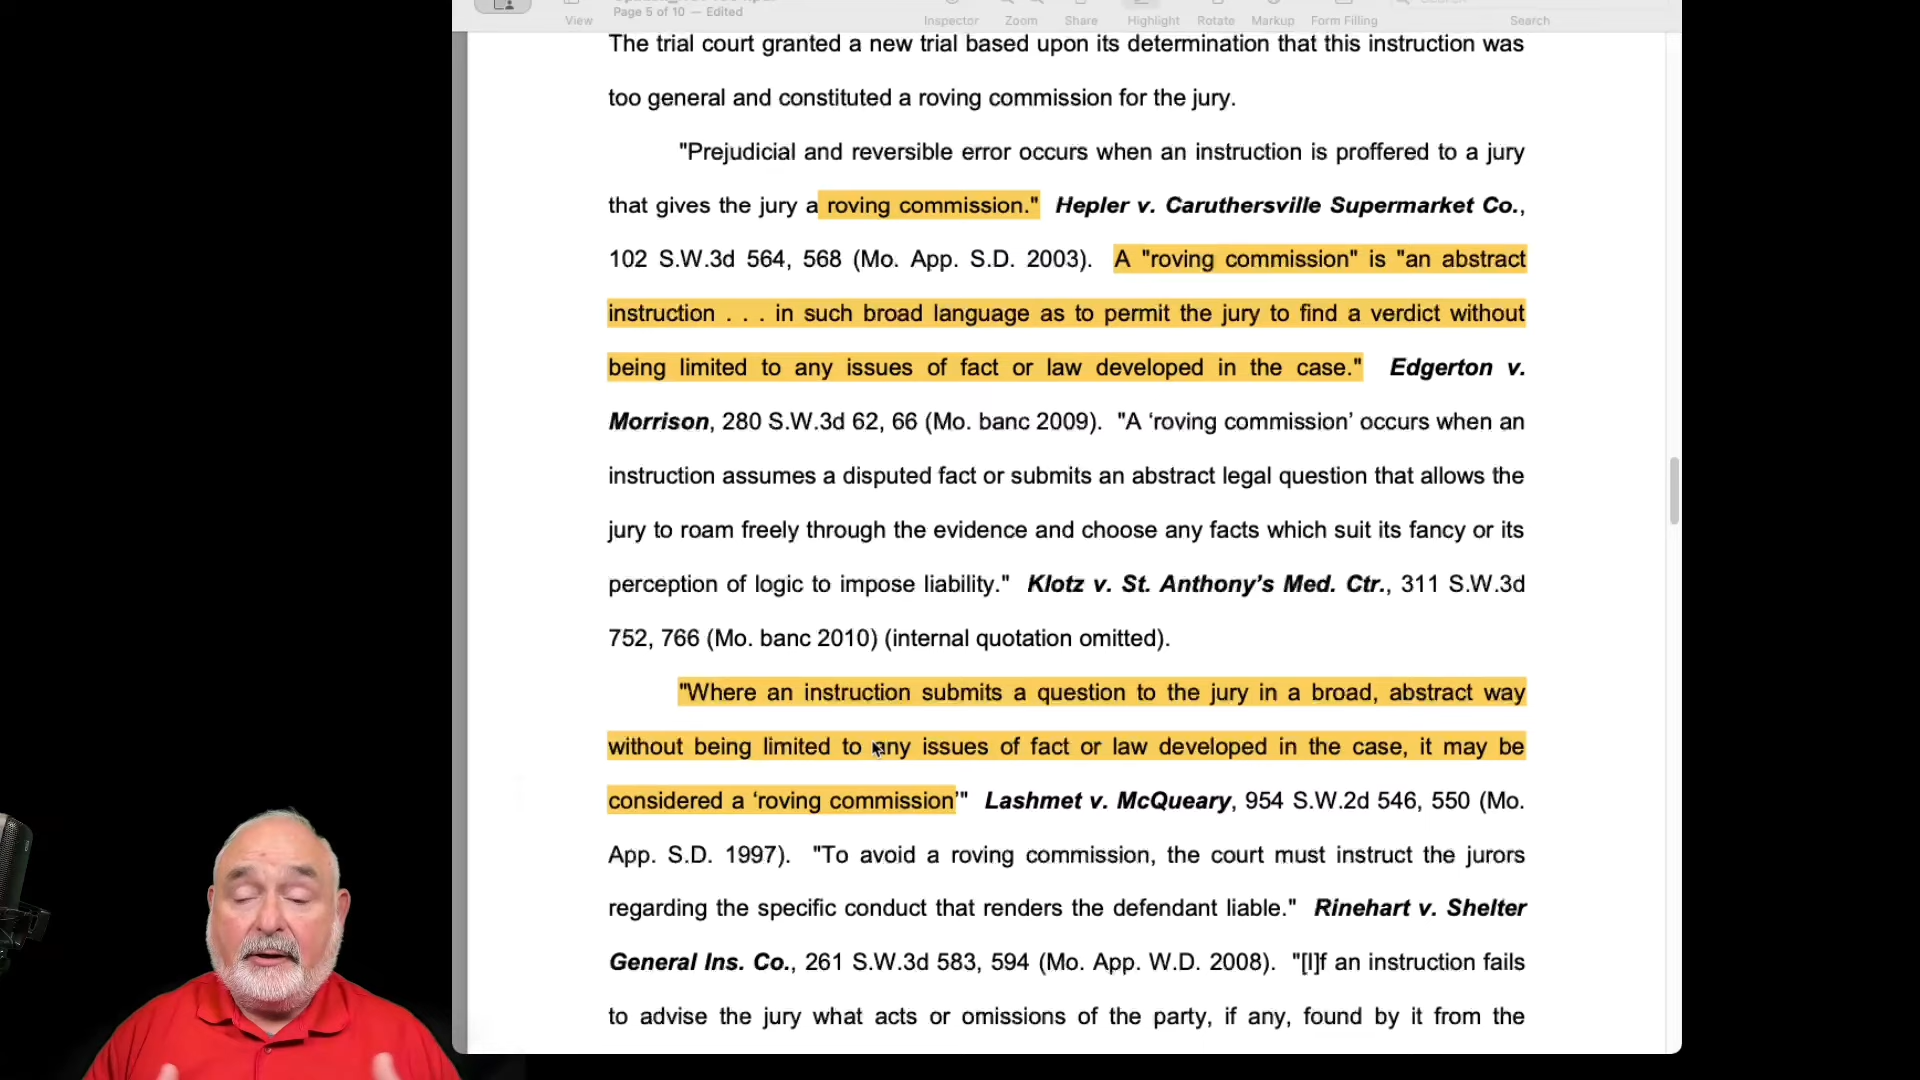 Page 5 of 10 — Edited
View
Inspector
Zoom
Share
Highlight
Rotate
Markup
Form Filling
Search
The trial court granted a new trial based upon its determination that this instruction was
too general and constituted a roving commission for the jury.
"Prejudicial and reversible error occurs when an instruction is proffered to a jury
that gives the jury a roving commission." Hepler v. Caruthersville Supermarket Co.,
102 S.W.3d 564, 568 (Mo. App. S.D. 2003). A "roving commission" is "an abstract
instruction . . . in such broad language as to permit the jury to find a verdict without
being limited to any issues of fact or law developed in the case." Edgerton v.
Morrison, 280 S.W.3d 62, 66 (Mo. banc 2009). "A ‘roving commission’ occurs when an
instruction assumes a disputed fact or submits an abstract legal question that allows the
jury to roam freely through the evidence and choose any facts which suit its fancy or its
perception of logic to impose liability." Klotz v. St. Anthony’s Med. Ctr., 311 S.W.3d
752, 766 (Mo. banc 2010) (internal quotation omitted).
"Where an instruction submits a question to the jury in a broad, abstract way
without being limited to any issues of fact or law developed in the case, it may be
considered a ‘roving commission’" Lashmet v. McQueary, 954 S.W.2d 546, 550 (Mo.
App. S.D. 1997). "To avoid a roving commission, the court must instruct the jurors
regarding the specific conduct that renders the defendant liable." Rinehart v. Shelter
General Ins. Co., 261 S.W.3d 583, 594 (Mo. App. W.D. 2008). "[I]f an instruction fails
to advise the jury what acts or omissions of the party, if any, found by it from the